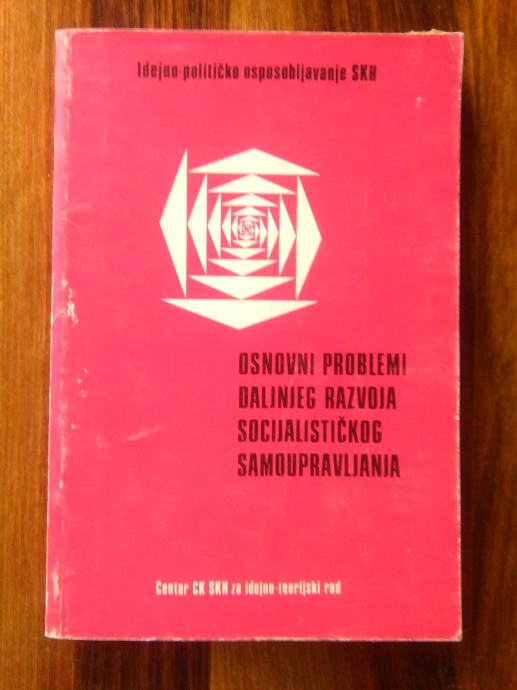 Idejno-političko osposobljavanje SKH
OSNOVNI PROBLEMI
DALJNJEG RAZVOJA
SOCIJALISTIČKOG
SAMOUPRAVLJANJA
Centar CK SKH za idejno-teorijski rad